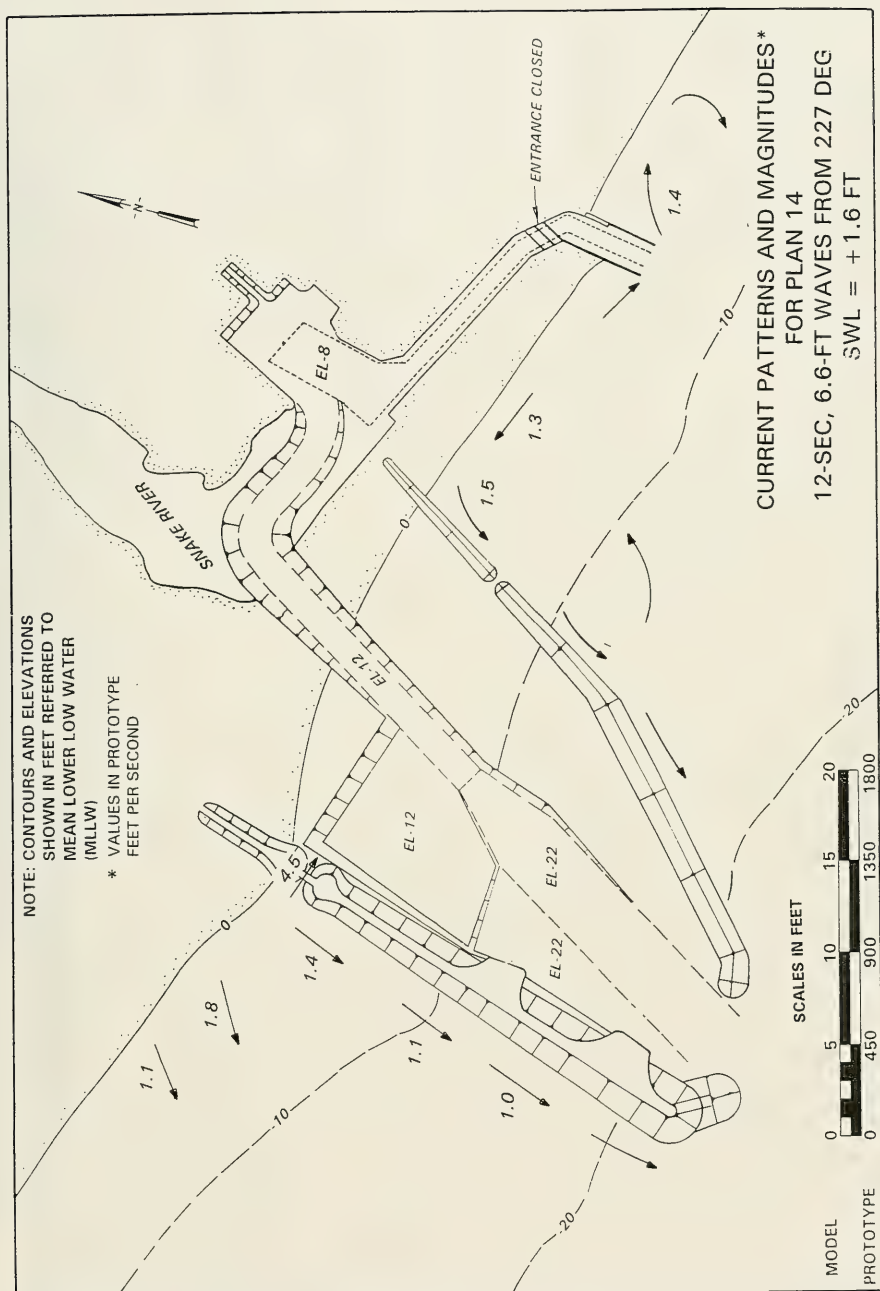 NOTE: CONTOURS AND ELEVATIONS
SHOWN IN FEET REFERRED TO
MEAN LOWER LOW WATER
(MLLW)
* VALUES IN PROTOTYPE
FEET PER SECOND
SNAKE RIVER
-N-
ENTRANCE CLOSED
EL-8
EL-12
EL-12
EL-22
EL-22
0
0
-10
-10
-20
-20
1.1
1.8
1.4
4.5
1.1
1.0
1.5
1.3
1.4
CURRENT PATTERNS AND MAGNITUDES*
FOR PLAN 14
12-SEC, 6.6-FT WAVES FROM 227 DEG
SWL = +1.6 FT
SCALES IN FEET
MODEL 0 5 10 15 20
PROTOTYPE 0 450 900 1350 1800